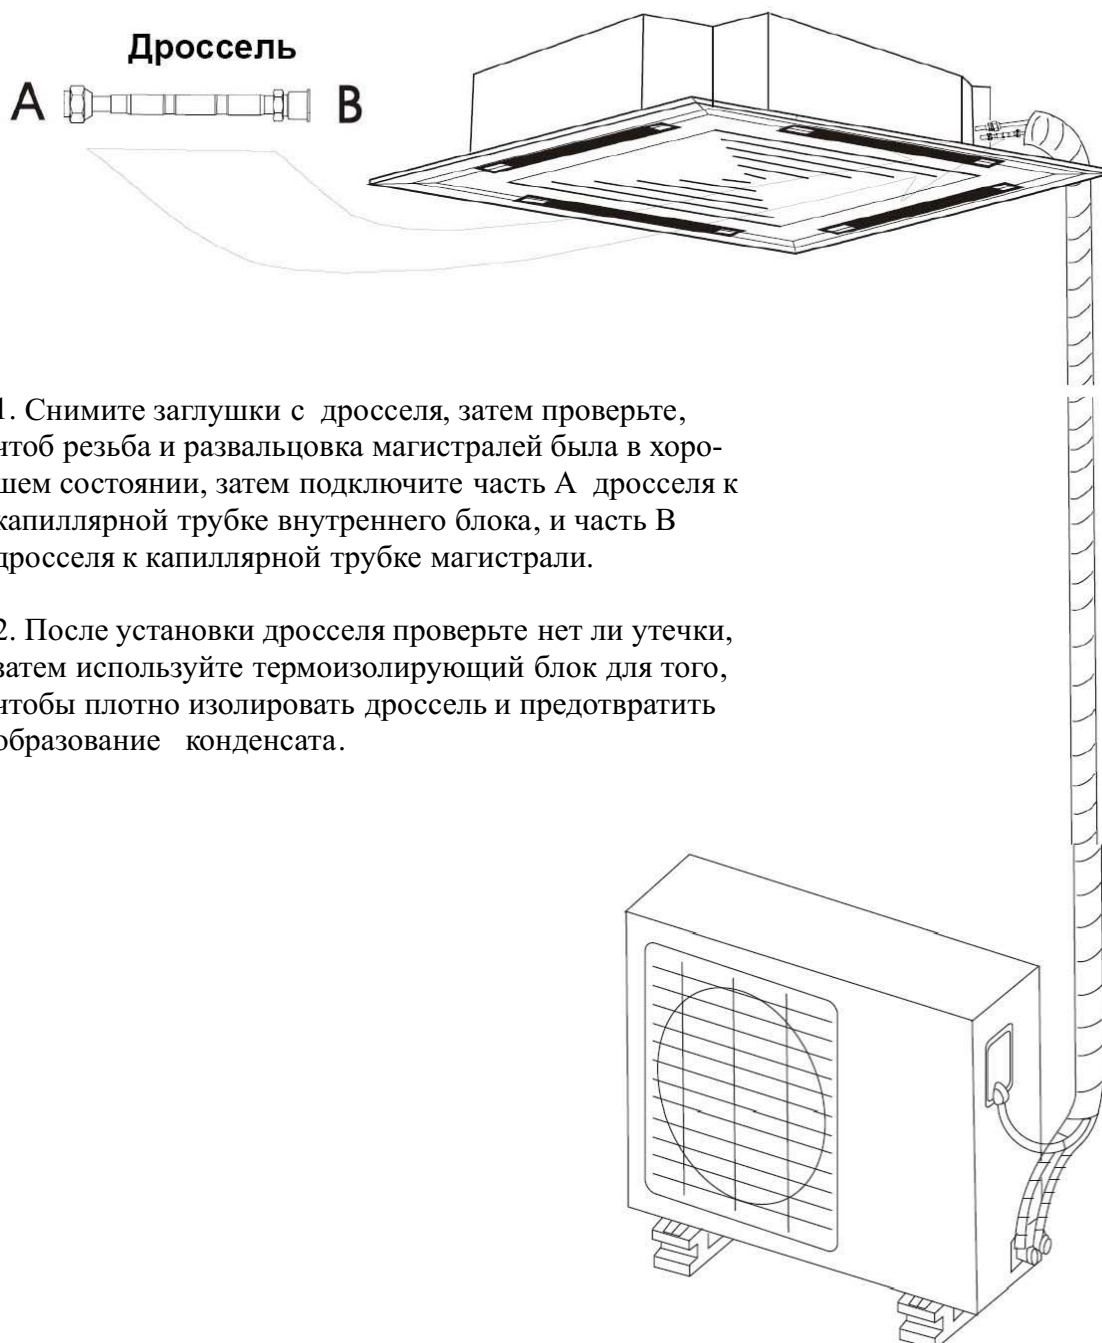 Дроссель
A B
1. Снимите заглушки с дросселя, затем проверьте,
чтоб резьба и развальцовка магистралей была в хоро-
шем состоянии, затем подключите часть А дросселя к
капиллярной трубке внутреннего блока, и часть В
дросселя к капиллярной трубке магистрали.
2. После установки дросселя проверьте нет ли утечки,
затем используйте термоизолирующий блок для того,
чтобы плотно изолировать дроссель и предотвратить
образование конденсата.